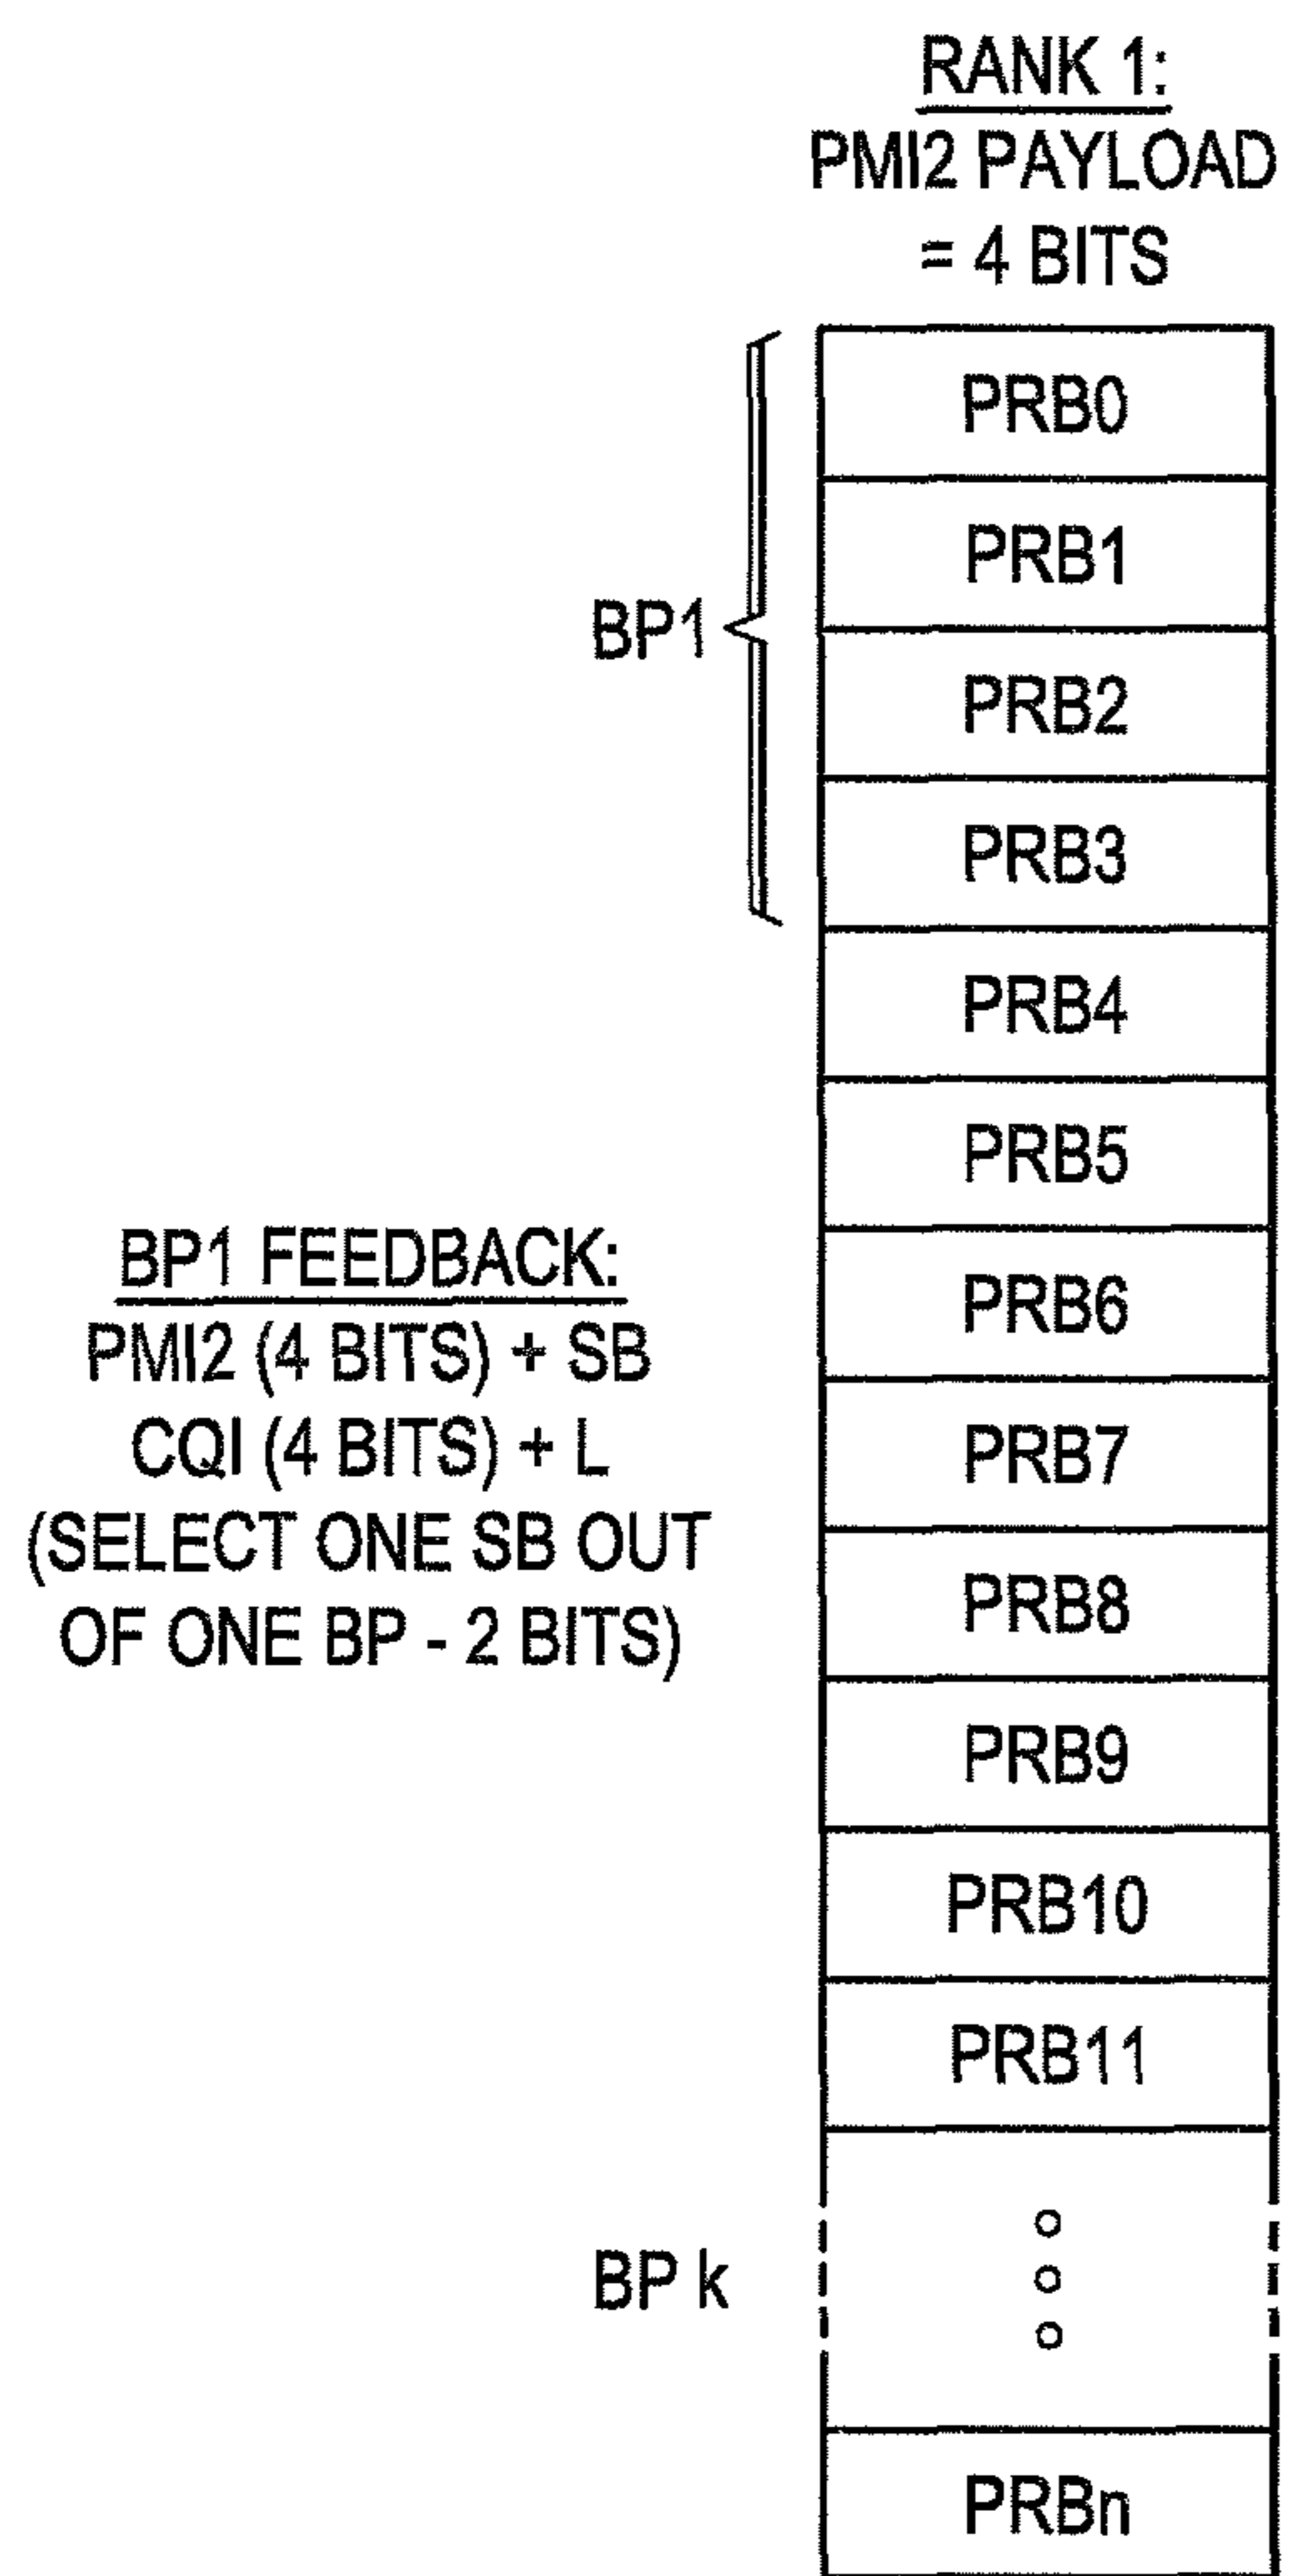 RANK 1:
PMI2 PAYLOAD
= 4 BITS
PRB0
PRB1
BP1
PRB2
PRB3
PRB4
PRB5
BP1 FEEDBACK:
PMI2 (4 BITS) + SB
CQI (4 BITS) + L
(SELECT ONE SB OUT
OF ONE BP - 2 BITS)
PRB6
PRB7
PRB8
PRB9
PRB10
PRB11
BP k
PRBn